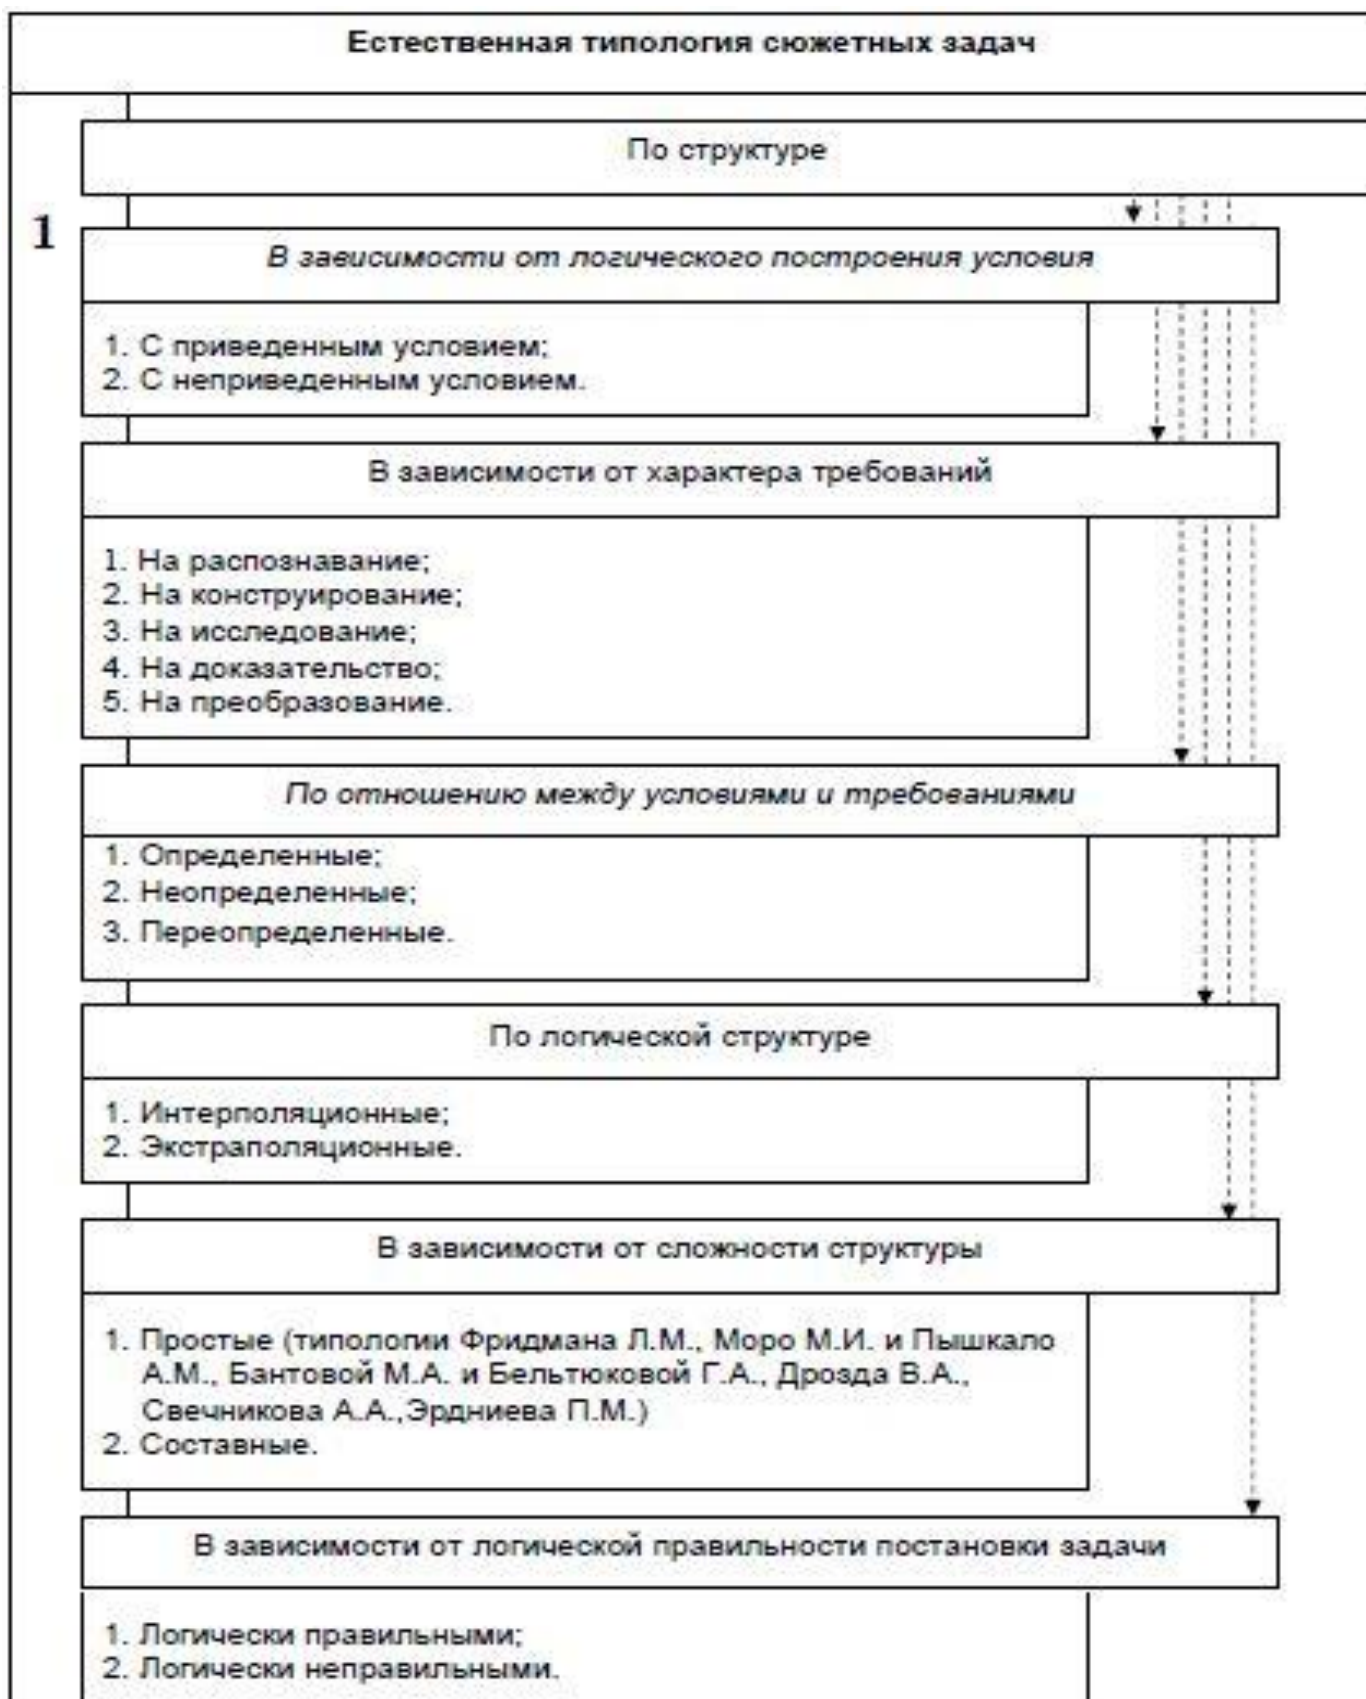 Естественная типология сюжетных задач
По структуре
1
В зависимости от логического построения условия
1. С приведенным условием;
2. С неприведенным условием.
В зависимости от характера требований
1. На распознавание;
2. На конструирование;
3. На исследование;
4. На доказательство;
5. На преобразование.
По отношению между условиями и требованиями
1. Определенные;
2. Неопределенные;
3. Переопределенные.
По логической структуре
1. Интерполяционные;
2. Экстраполяционные.
В зависимости от сложности структуры
1. Простые (типологии Фридмана Л.М., Моро М.И. и Пышкало
А.М., Бантовой М.А. и Бельтюковой Г.А., Дрозда В.А.,
Свечникова А.А.,Эрдниева П.М.)
2. Составные.
В зависимости от логической правильности постановки задачи
1. Логически правильными;
2. Логически неправильными.